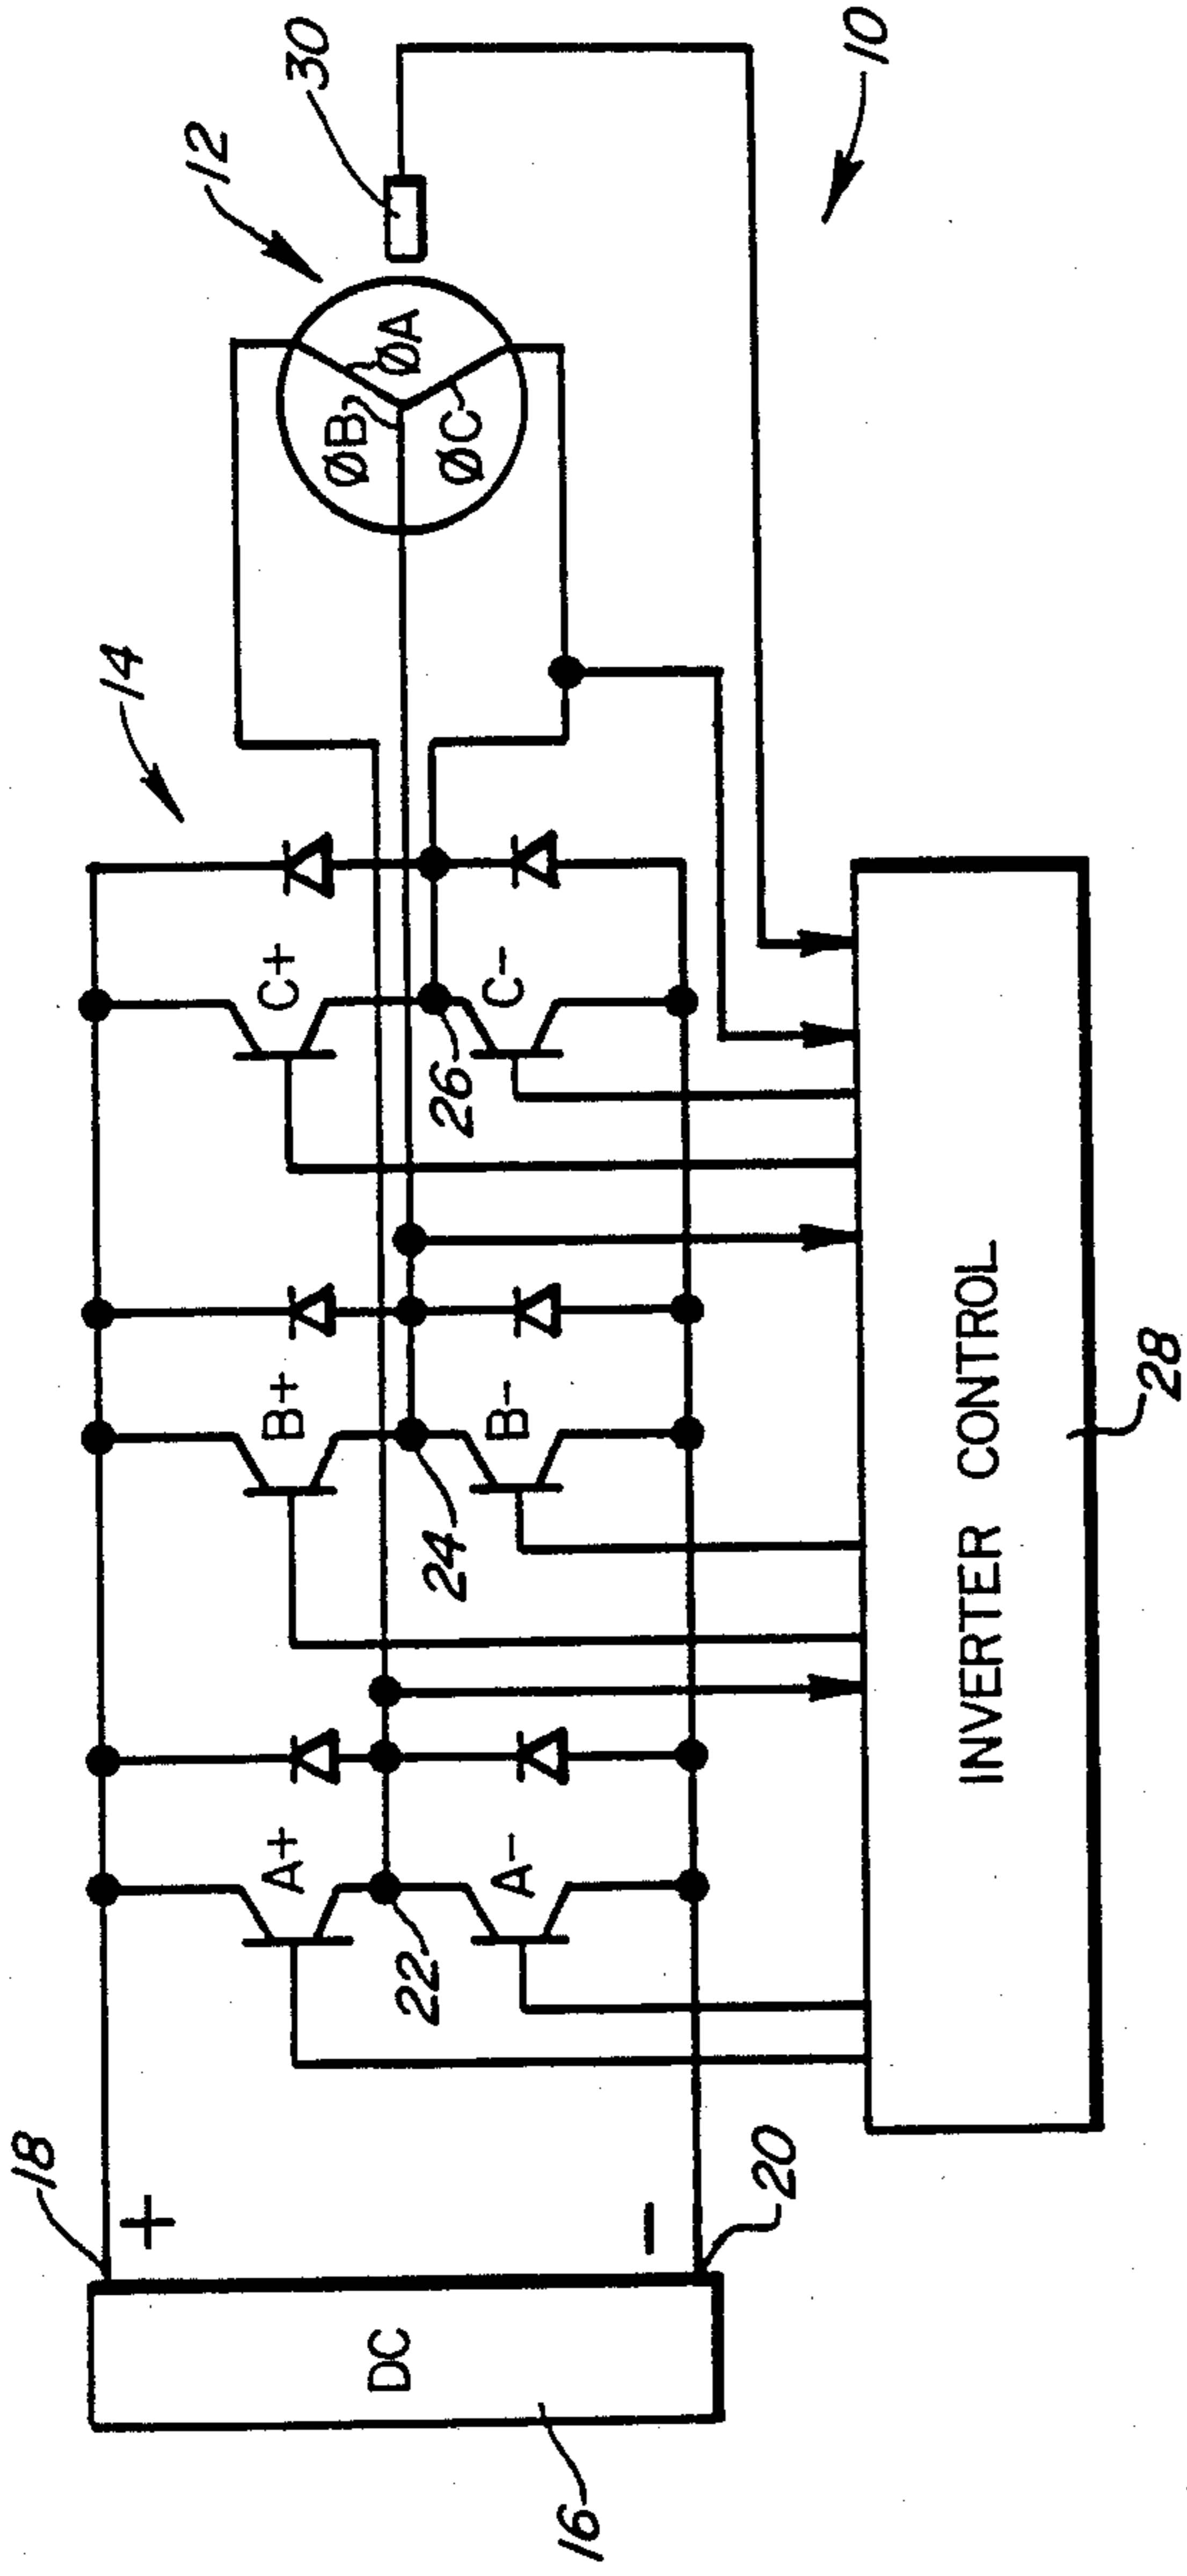 10
12
30
14
ØA
ØB
ØC
C+
C-
26
B+
B-
24
A+
A-
22
18
+
-
20
DC
16
INVERTER CONTROL
28